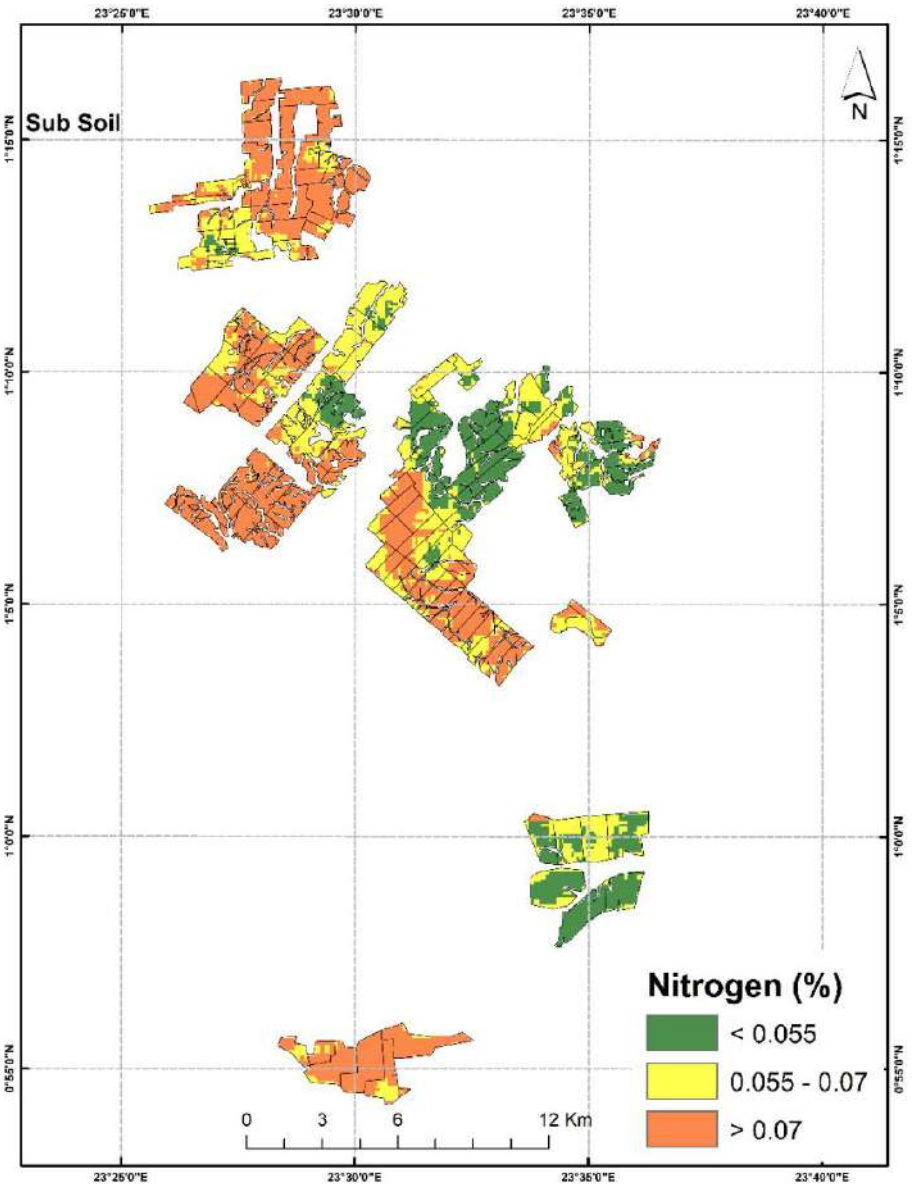 23°25'0"E 23°30'0"E 23°35'0"E 23°40'0"E
N
Sub Soil
1°15'0"N 1°15'0"N
1°10'0"N 1°10'0"N
1°5'0"N 1°5'0"N
1°0'0"N 1°0'0"N
Nitrogen (%)
< 0.055
0.055 - 0.07
> 0.07
0°55'0"N 0°55'0"N
0 3 6 12 Km
23°25'0"E 23°30'0"E 23°35'0"E 23°40'0"E